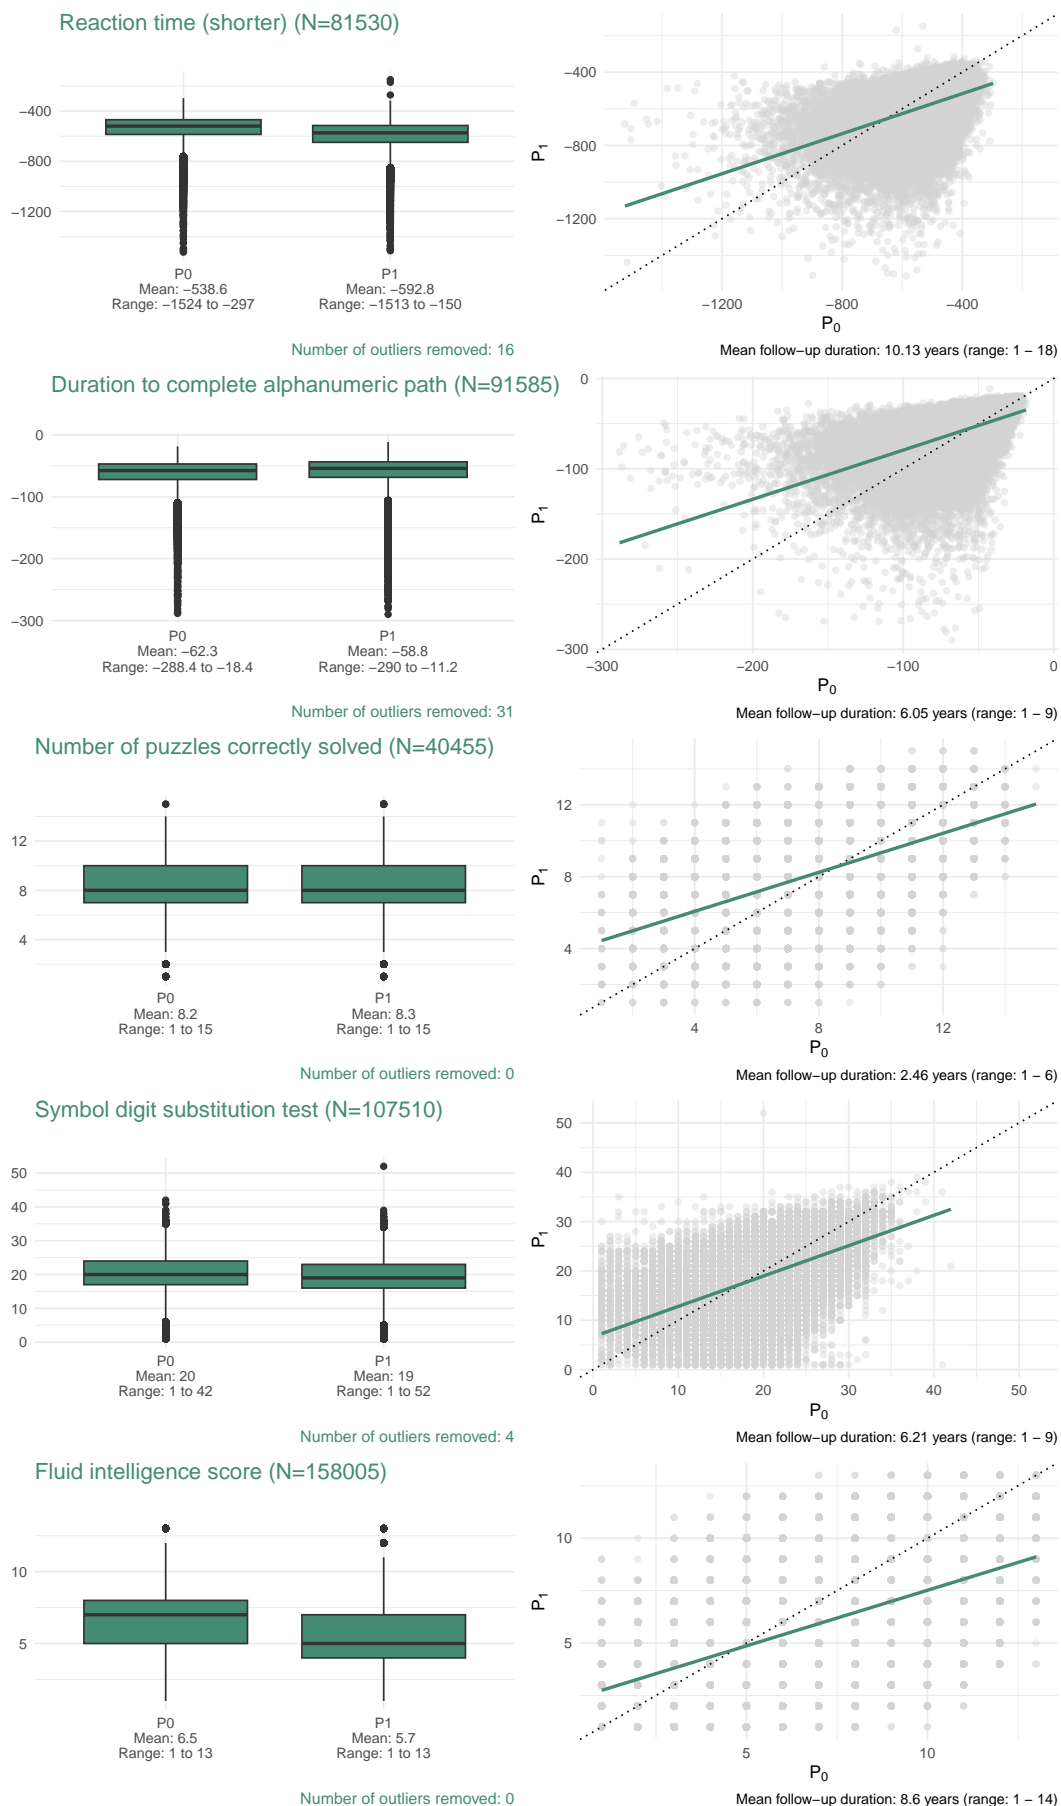 Reaction time (shorter) (N=81530)
−400
−800
−1200
P0
Mean: −538.6
Range: −1524 to −297
P1
Mean: −592.8
Range: −1513 to −150
Number of outliers removed: 16
P1
−400
−800
−1200
−1200
−800
−400
P0
Mean follow−up duration: 10.13 years (range: 1 − 18)
Duration to complete alphanumeric path (N=91585)
0
−100
−200
−300
P0
Mean: −62.3
Range: −288.4 to −18.4
P1
Mean: −58.8
Range: −290 to −11.2
Number of outliers removed: 31
P1
0
−100
−200
−300
−300
−200
−100
0
P0
Mean follow−up duration: 6.05 years (range: 1 − 9)
Number of puzzles correctly solved (N=40455)
12
8
4
P0
Mean: 8.2
Range: 1 to 15
P1
Mean: 8.3
Range: 1 to 15
Number of outliers removed: 0
P1
12
8
4
4
8
12
P0
Mean follow−up duration: 2.46 years (range: 1 − 6)
Symbol digit substitution test (N=107510)
50
40
30
20
10
0
P0
Mean: 20
Range: 1 to 42
P1
Mean: 19
Range: 1 to 52
Number of outliers removed: 4
P1
50
40
30
20
10
0
0
10
20
30
40
50
P0
Mean follow−up duration: 6.21 years (range: 1 − 9)
Fluid intelligence score (N=158005)
10
5
P0
Mean: 6.5
Range: 1 to 13
P1
Mean: 5.7
Range: 1 to 13
Number of outliers removed: 0
P1
10
5
5
10
P0
Mean follow−up duration: 8.6 years (range: 1 − 14)